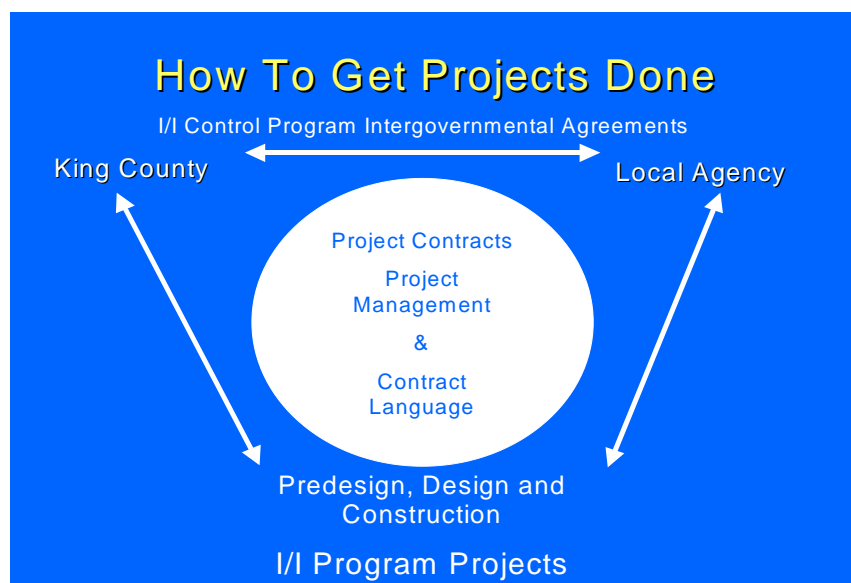 How To Get Projects Done
I/I Control Program Intergovernmental Agreements
King County
Local Agency
Project Contracts
Project
Management
&
Contract
Language
Predesign, Design and
Construction
I/I Program Projects